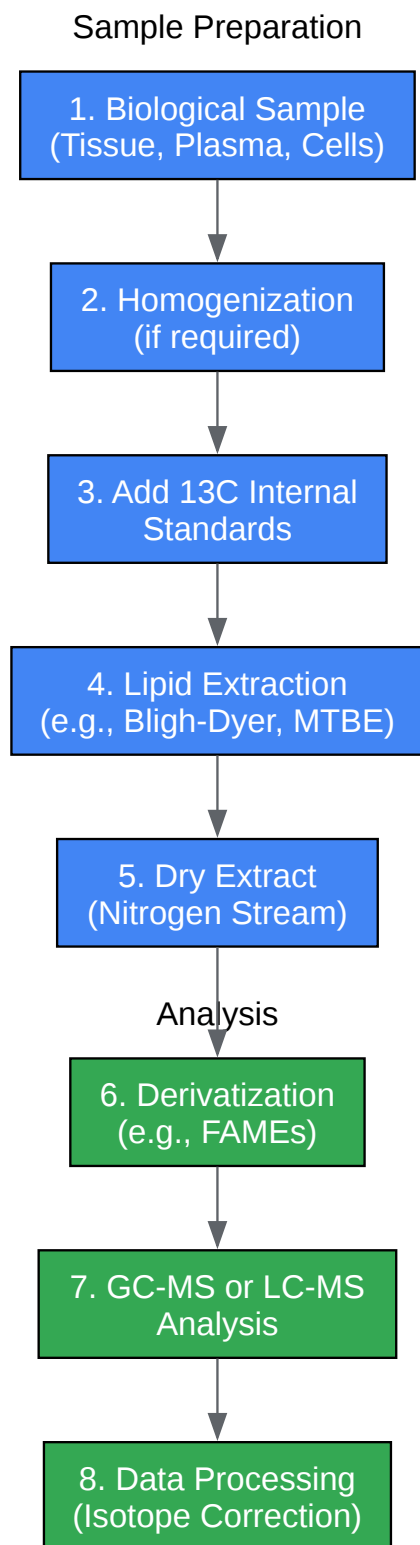 Sample Preparation
1. Biological Sample
(Tissue, Plasma, Cells)
2. Homogenization
(if required)
3. Add 13C Internal
Standards
4. Lipid Extraction
(e.g., Bligh-Dyer, MTBE)
5. Dry Extract
(Nitrogen Stream)
Analysis
6. Derivatization
(e.g., FAMEs)
7. GC-MS or LC-MS
Analysis
8. Data Processing
(Isotope Correction)